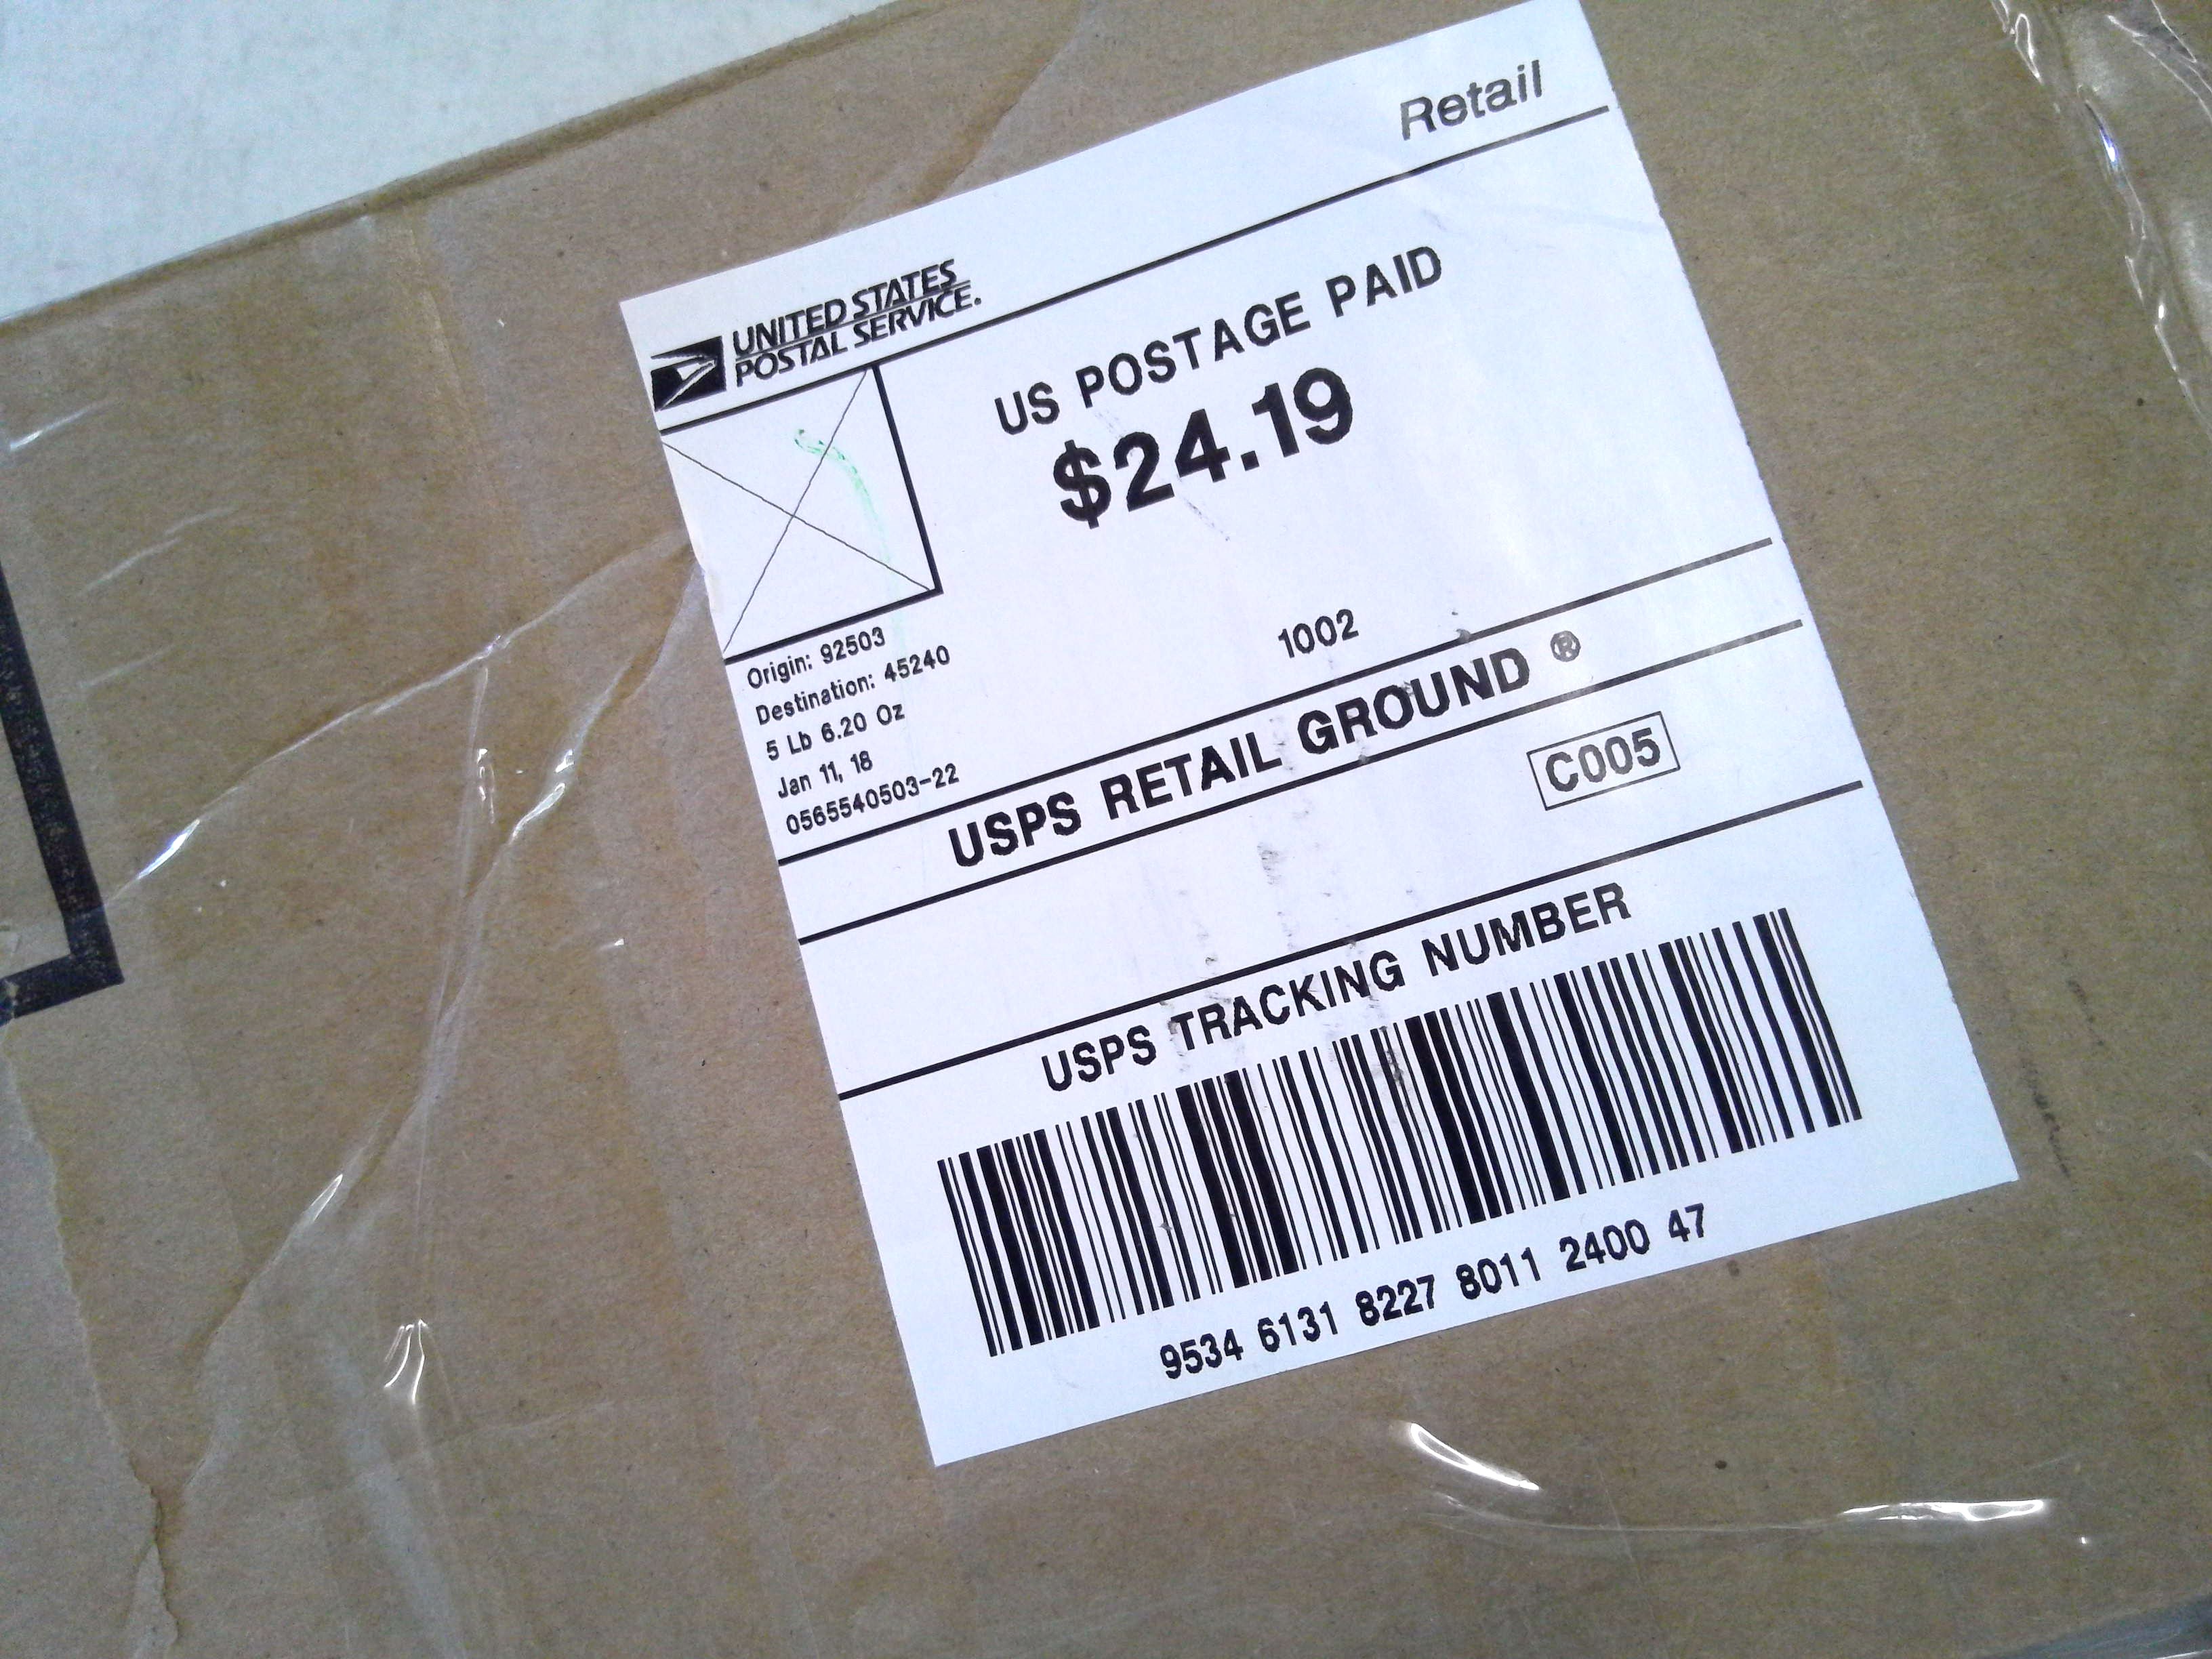 Retail
UNITED STATES
POSTAL SERVICE.
US POSTAGE PAID
$24.19
Origin: 92503
Destination: 45240
5 Lb 6.20 Oz
Jan 11, 18
0565540503-22
1002
USPS RETAIL GROUND ®
C005
USPS TRACKING NUMBER
9534 6131 8227 8011 2400 47